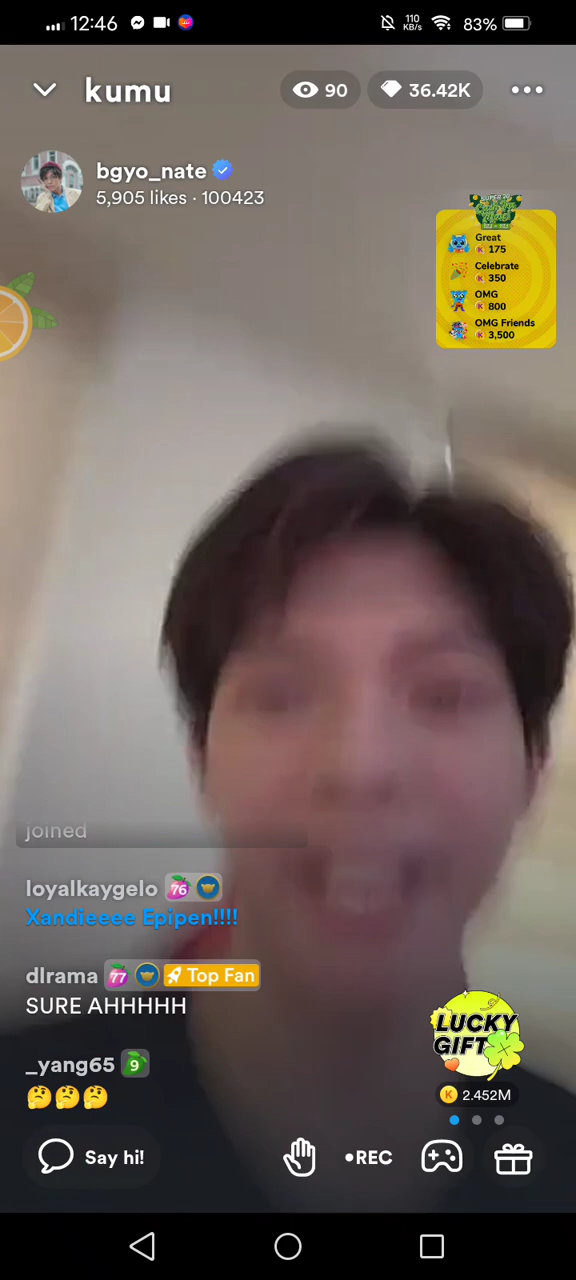 12:46
110
KB/s
83%
kumu
90
36.42K
bgyo_nate
5,905 likes · 100423
Great
175
Celebrate
350
OMG
800
OMG Friends
3,500
joined
loyalkaygelo 76
Xandieeee Epipen!!!!
dlrama 77 Top Fan
SURE AHHHHH
_yang65 9
🤔🤔🤔
LUCKY
GIFT
K 2.452M
Say hi!
•REC